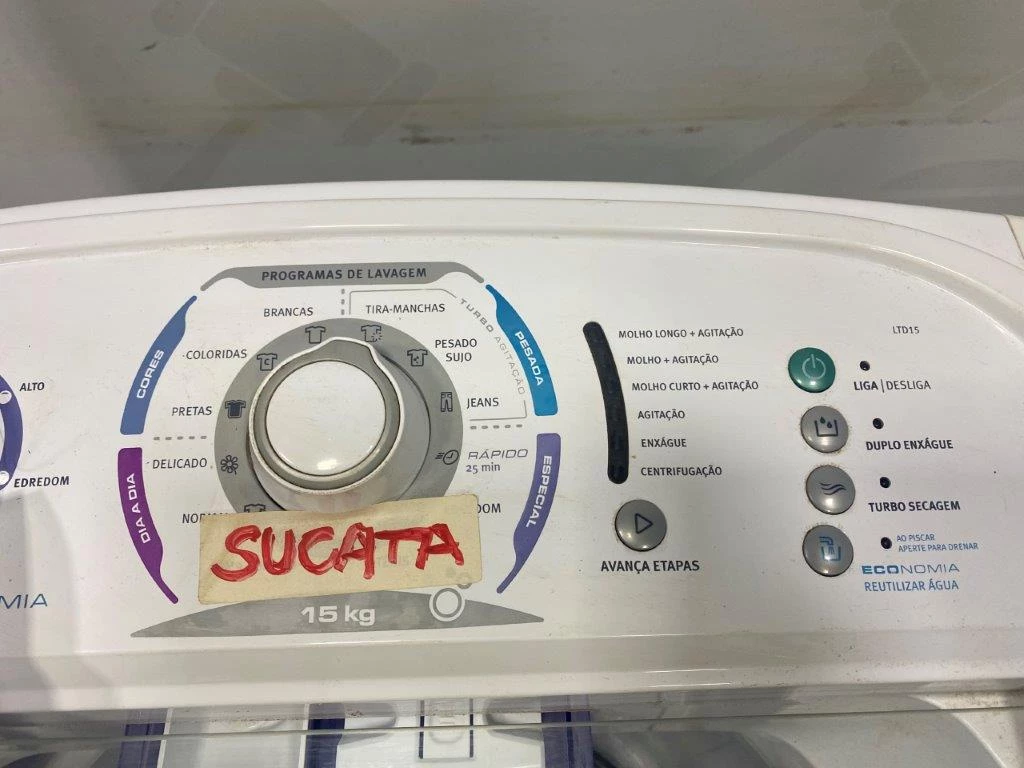 PROGRAMAS DE LAVAGEM
BRANCAS
TIRA-MANCHAS
COLORIDAS
PESADO
SUJO
PRETAS
JEANS
DELICADO
RÁPIDO
25 min
TURBO AGITAÇÃO
CORES
PESADA
DIA A DIA
ESPECIAL
SUCATA
15 kg
ALTO
EDREDOM
MOLHO LONGO + AGITAÇÃO
MOLHO + AGITAÇÃO
MOLHO CURTO + AGITAÇÃO
AGITAÇÃO
ENXÁGUE
CENTRIFUGAÇÃO
AVANÇA ETAPAS
LTD15
LIGA | DESLIGA
DUPLO ENXÁGUE
TURBO SECAGEM
AO PISCAR
APERTE PARA DRENAR
ECONOMIA
REUTILIZAR ÁGUA